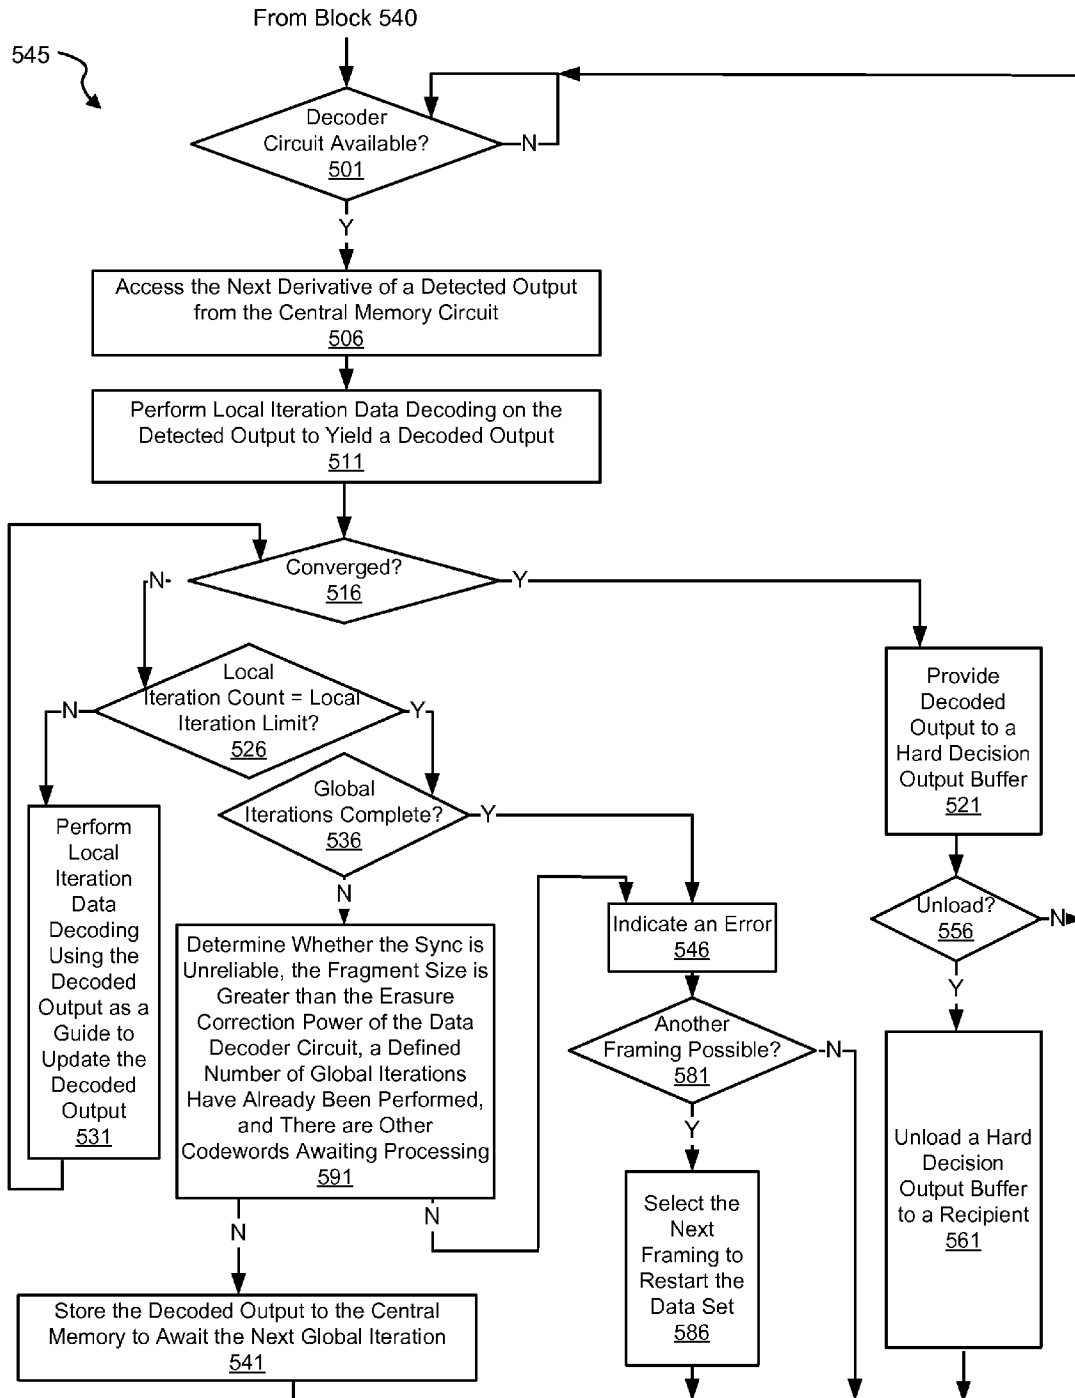 From Block 540
545
Decoder
Circuit Available?
501
N
Y
Access the Next Derivative of a Detected Output
from the Central Memory Circuit
506
Perform Local Iteration Data Decoding on the
Detected Output to Yield a Decoded Output
511
Converged?
516
N
Y
Local
Iteration Count = Local
Iteration Limit?
526
N
Y
Provide
Decoded
Output to a
Hard Decision
Output Buffer
521
Global
Iterations Complete?
536
Y
N
Perform
Local
Iteration
Data
Decoding
Using the
Decoded
Output as a
Guide to
Update the
Decoded
Output
531
Determine Whether the Sync is
Unreliable, the Fragment Size is
Greater than the Erasure
Correction Power of the Data
Decoder Circuit, a Defined
Number of Global Iterations
Have Already Been Performed,
and There are Other
Codewords Awaiting Processing
591
N
N
Indicate an Error
546
Another
Framing Possible?
581
N
Y
Select the
Next
Framing to
Restart the
Data Set
586
Unload?
556
N
Y
Unload a Hard
Decision
Output Buffer
to a Recipient
561
Store the Decoded Output to the Central
Memory to Await the Next Global Iteration
541